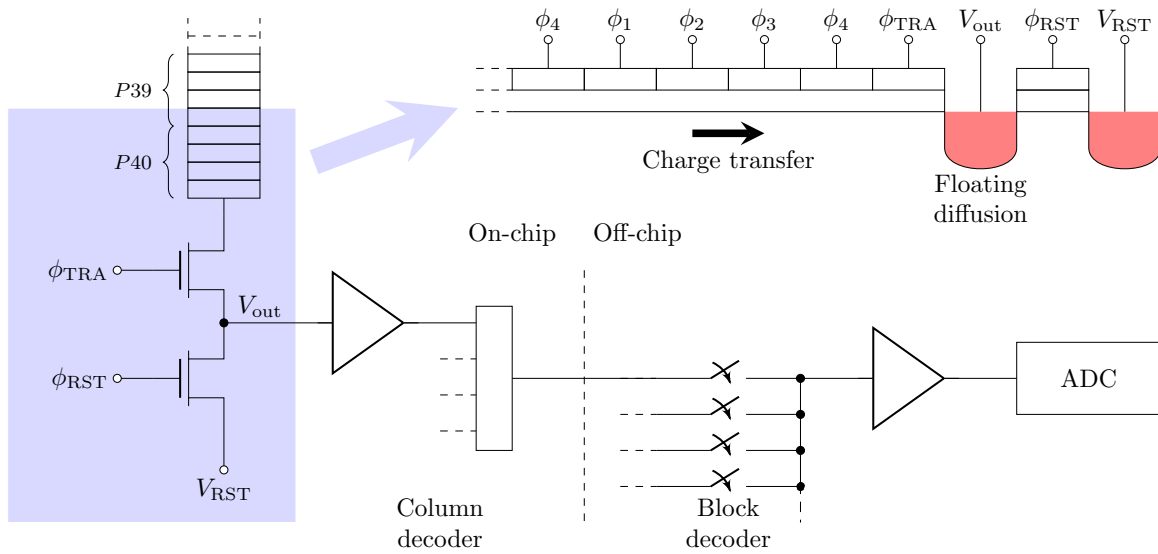 ϕ4 ϕ1 ϕ2 ϕ3 ϕ4 ϕTRA Vout ϕRST VRST
P39
P40
Charge transfer
Floating
diffusion
On-chip Off-chip
ϕTRA
Vout
ϕRST
ADC
VRST
Column
decoder
Block
decoder